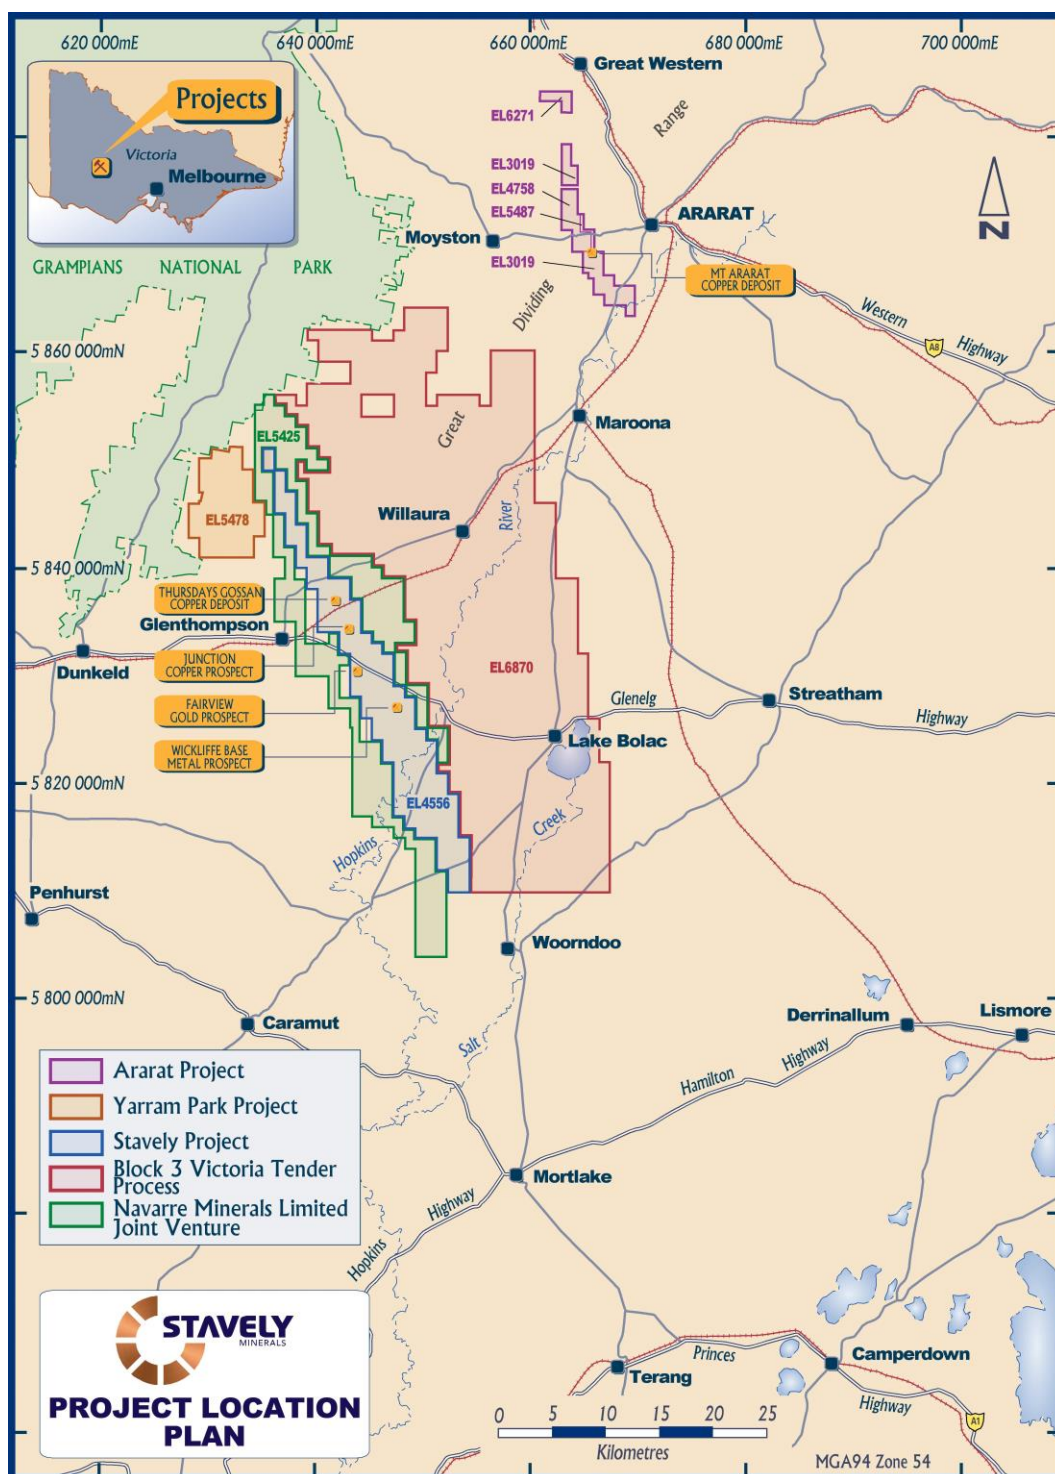 620 000mE
640 000mE
660 000mE
680 000mE
700 000mE
Great Western
Projects
Victoria
Melbourne
EL6271
Range
EL3019
EL4758
EL5487
EL3019
N
ARARAT
Moyston
MT ARARAT
COPPER DEPOSIT
GRAMPIANS NATIONAL PARK
Dividing
Western
Highway
A8
5 860 000mN
Great
Maroona
EL5425
EL5478
Willaura
River
5 840 000mN
THURSDAYS GOSSAN
COPPER DEPOSIT
Glenthompson
Dunkeld
JUNCTION
COPPER PROSPECT
EL6870
FAIRVIEW
GOLD PROSPECT
Glenelg
Streatham
Highway
WICKLIFFE BASE
METAL PROSPECT
Lake Bolac
5 820 000mN
EL4556
Creek
Hopkins
Penhurst
Woorndoo
5 800 000mN
Caramut
Derrinallum
Lismore
Salt
Highway
Hamilton
Ararat Project
Yarram Park Project
Stavely Project
Block 3 Victoria Tender
Process
Navarre Minerals Limited
Joint Venture
Mortlake
Highway
Hopkins
STAVELY
MINERALS
PROJECT LOCATION
PLAN
Princes
Terang
Camperdown
Highway
A1
0 5 10 15 20 25
Kilometres
MGA94 Zone 54